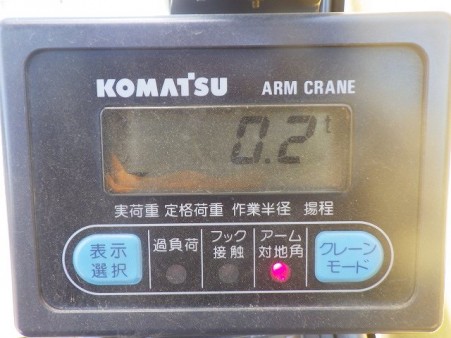 KOMATSU ARM CRANE
0.2 t
実荷重 定格荷重 作業半径 揚程
表示
選択
過負荷
フック
接触
アーム
対地角
クレーン
モード